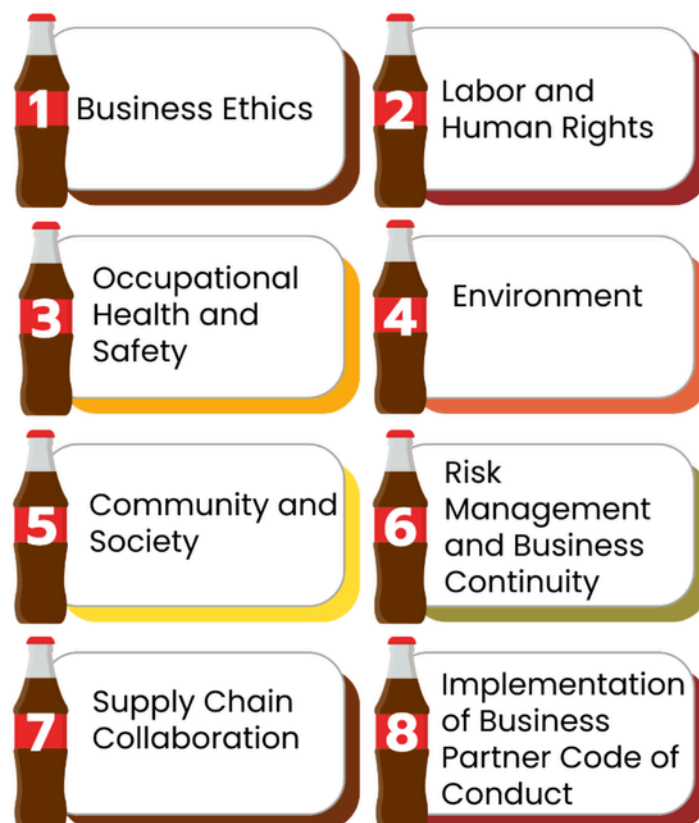 1
Business Ethics
2
Labor and
Human Rights
3
Occupational
Health and
Safety
4
Environment
5
Community and
Society
6
Risk
Management
and Business
Continuity
7
Supply Chain
Collaboration
8
Implementation
of Business
Partner Code of
Conduct